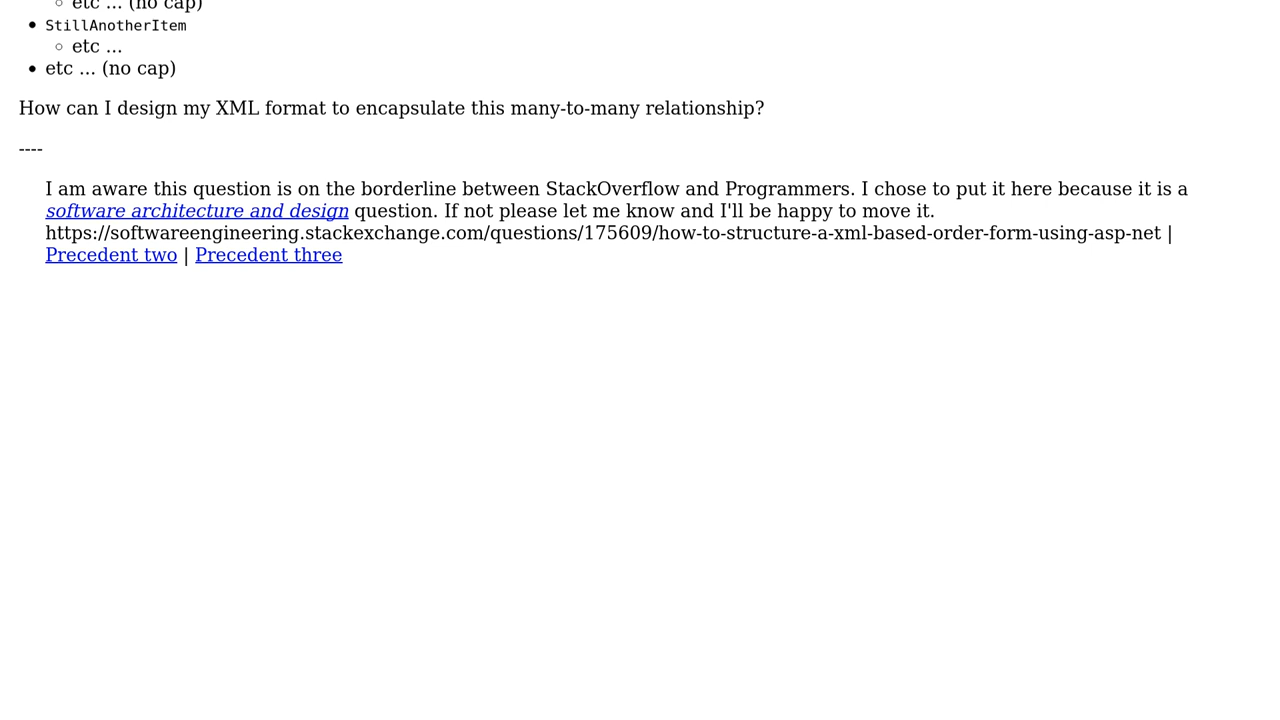 etc ... (no cap)
StillAnotherItem
etc ...
etc ... (no cap)
How can I design my XML format to encapsulate this many-to-many relationship?
----
I am aware this question is on the borderline between StackOverflow and Programmers. I chose to put it here because it is a
software architecture and design question. If not please let me know and I'll be happy to move it.
https://softwareengineering.stackexchange.com/questions/175609/how-to-structure-a-xml-based-order-form-using-asp-net |
Precedent two | Precedent three